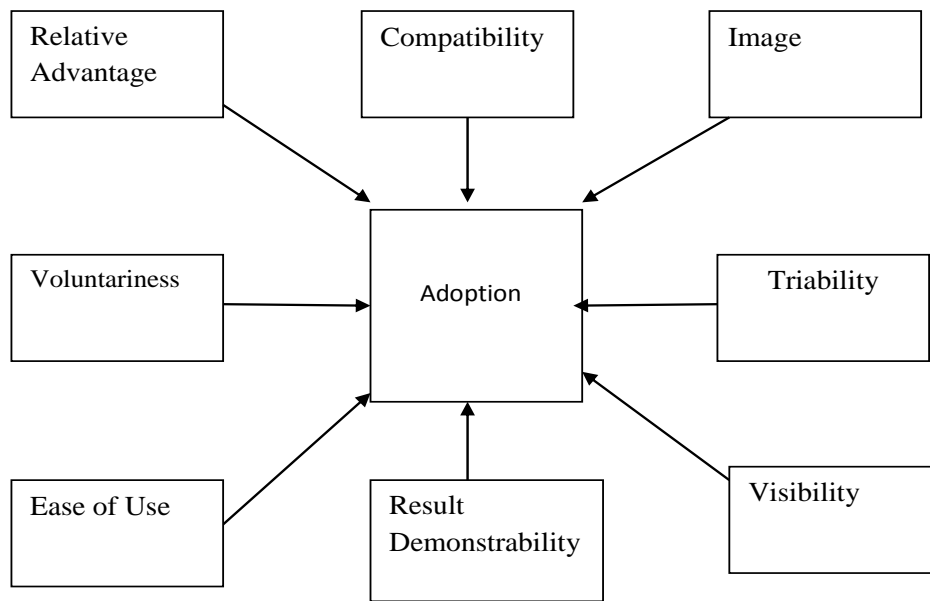 Relative
Advantage
Compatibility
Image
Voluntariness
Adoption
Triability
Ease of Use
Result
Demonstrability
Visibility